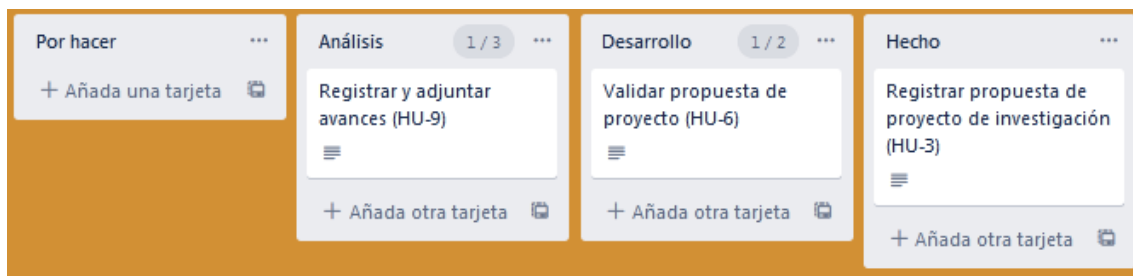 Por hacer
+ Añada una tarjeta
Análisis 1 / 3
Registrar y adjuntar
avances (HU-9)
+ Añada otra tarjeta
Desarrollo 1 / 2
Validar propuesta de
proyecto (HU-6)
+ Añada otra tarjeta
Hecho
Registrar propuesta de
proyecto de investigación
(HU-3)
+ Añada otra tarjeta